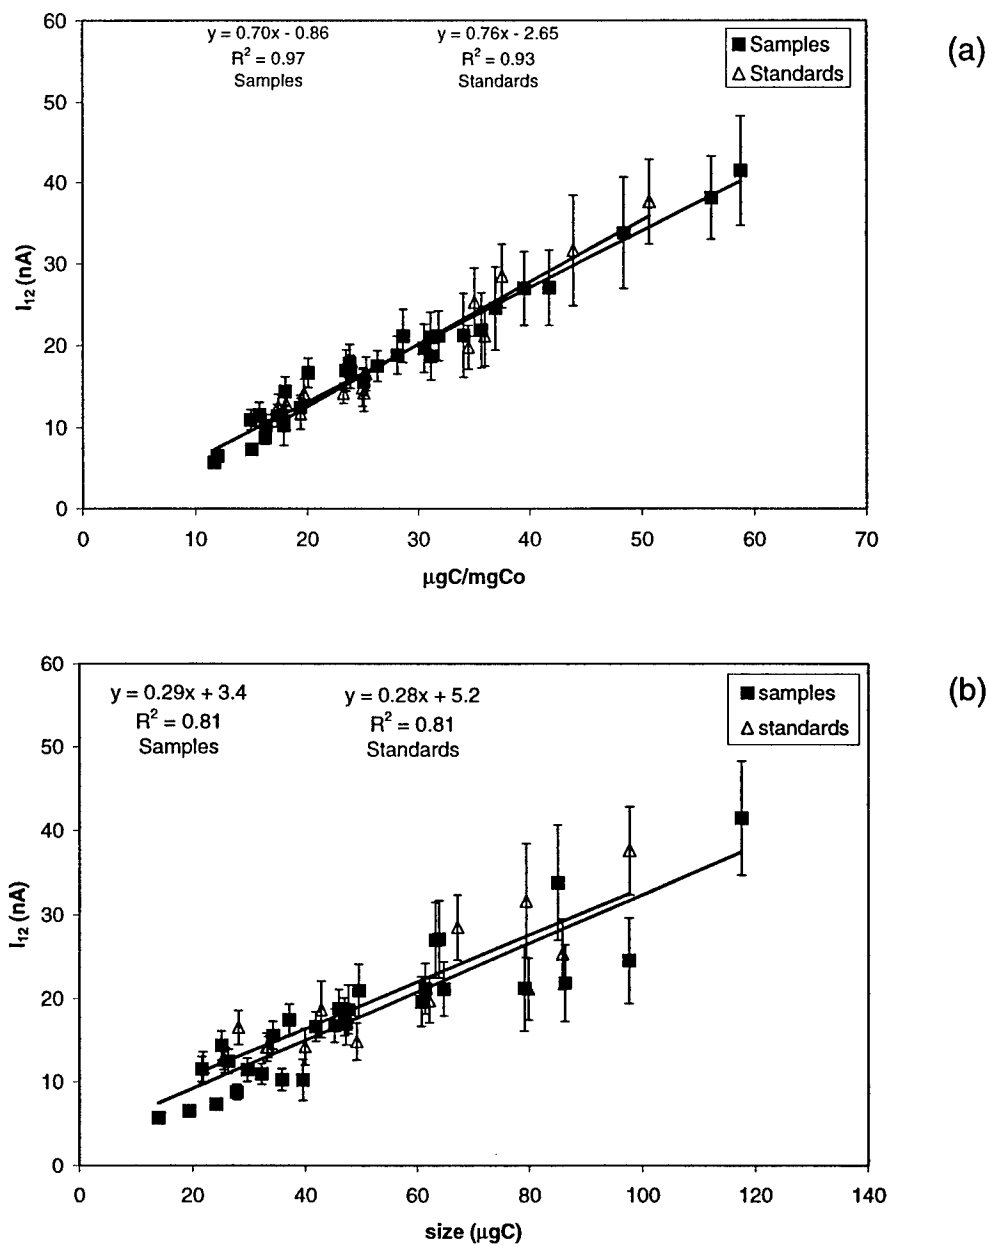 y = 0.70x - 0.86
R² = 0.97
Samples
y = 0.76x - 2.65
R² = 0.93
Standards
Samples
Standards
(a)
60
50
40
30
20
10
0
I₁₂ (nA)
0 10 20 30 40 50 60 70
µgC/mgCo
y = 0.29x + 3.4
R² = 0.81
Samples
y = 0.28x + 5.2
R² = 0.81
Standards
samples
standards
(b)
60
50
40
30
20
10
0
I₁₂ (nA)
0 20 40 60 80 100 120 140
size (µgC)